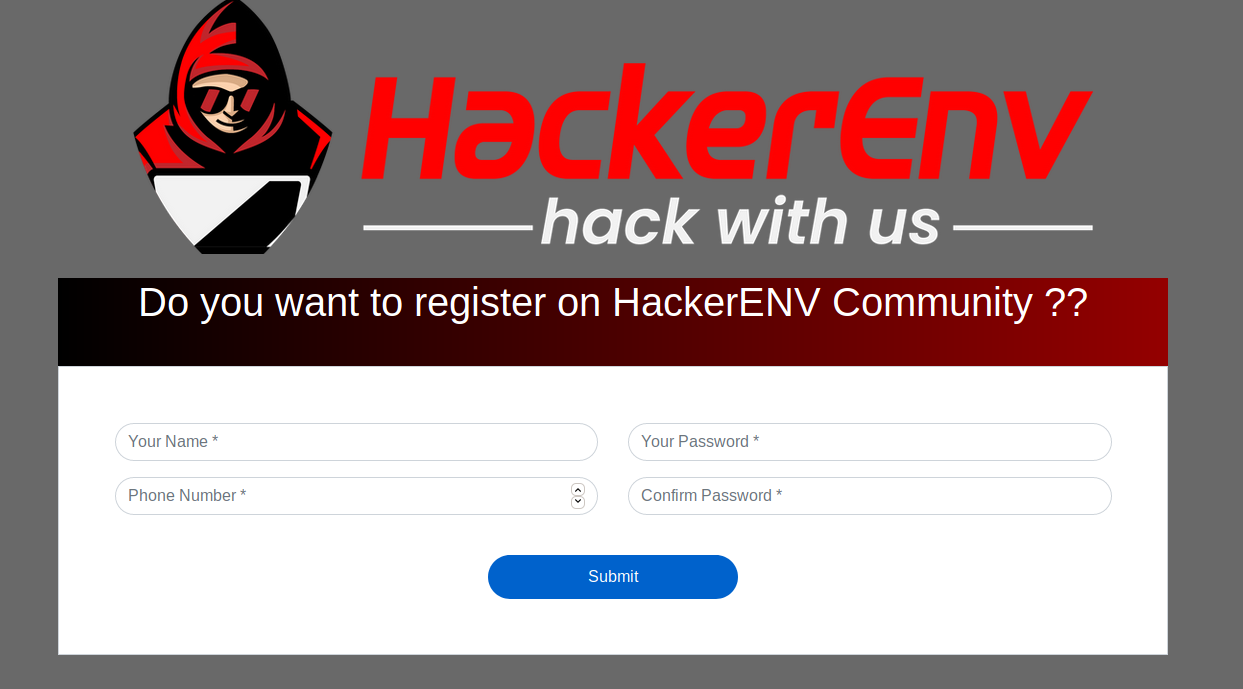 HackerEnv
hack with us
Do you want to register on HackerENV Community ??
Your Name *
Your Password *
Phone Number *
Confirm Password *
Submit